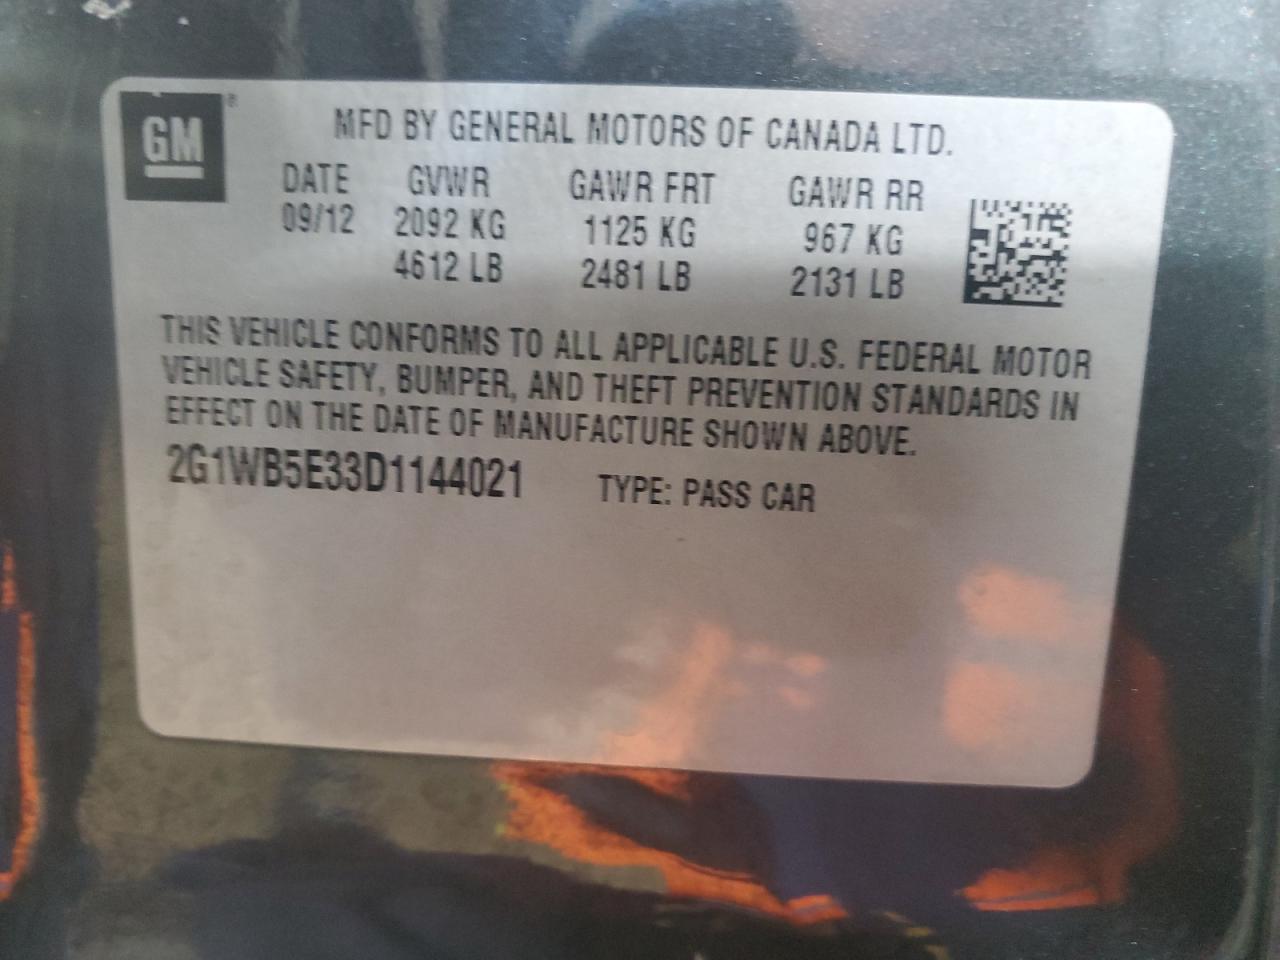 GM®
MFD BY GENERAL MOTORS OF CANADA LTD.
DATE GVWR GAWR FRT GAWR RR
09/12 2092 KG 1125 KG 967 KG
4612 LB 2481 LB 2131 LB
THIS VEHICLE CONFORMS TO ALL APPLICABLE U.S. FEDERAL MOTOR
VEHICLE SAFETY, BUMPER, AND THEFT PREVENTION STANDARDS IN
EFFECT ON THE DATE OF MANUFACTURE SHOWN ABOVE.
2G1WB5E33D1144021 TYPE: PASS CAR